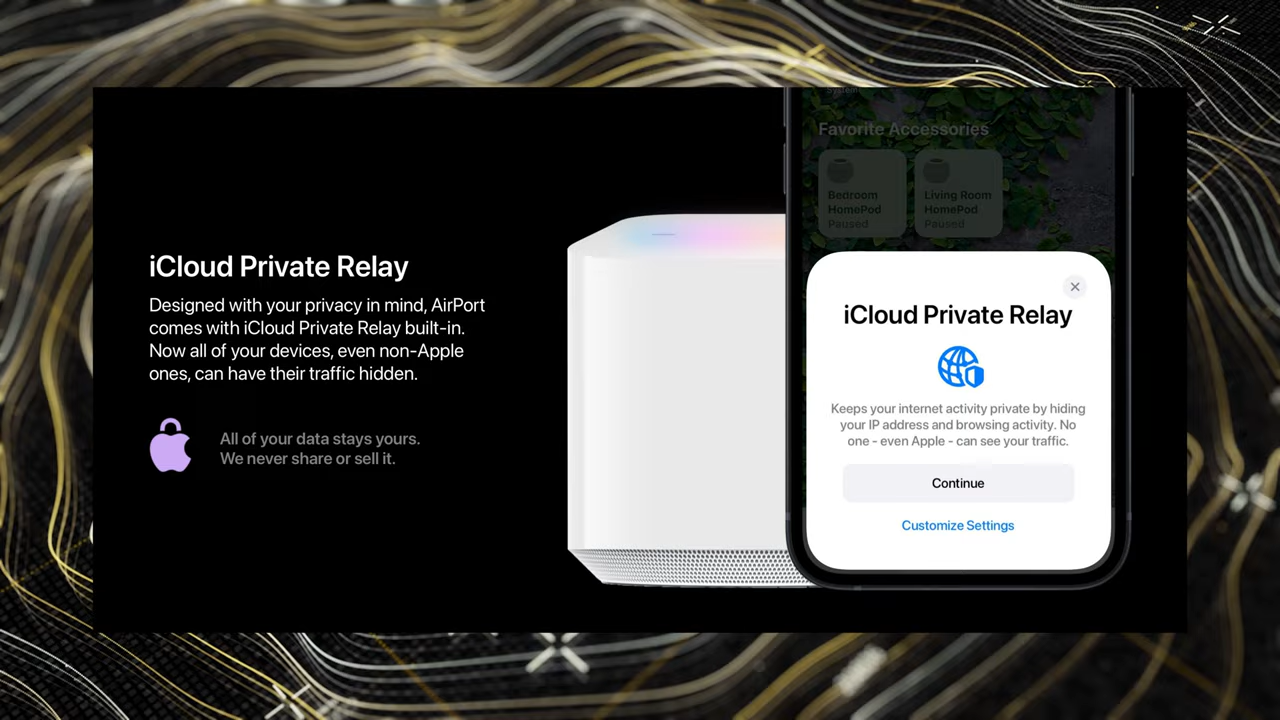 iCloud Private Relay
Designed with your privacy in mind, AirPort
comes with iCloud Private Relay built-in.
Now all of your devices, even non-Apple
ones, can have their traffic hidden.
All of your data stays yours.
We never share or sell it.
System
Favorite Accessories
Bedroom
HomePod
Paused
Living Room
HomePod
Paused
iCloud Private Relay
Keeps your internet activity private by hiding
your IP address and browsing activity. No
one - even Apple - can see your traffic.
Continue
Customize Settings